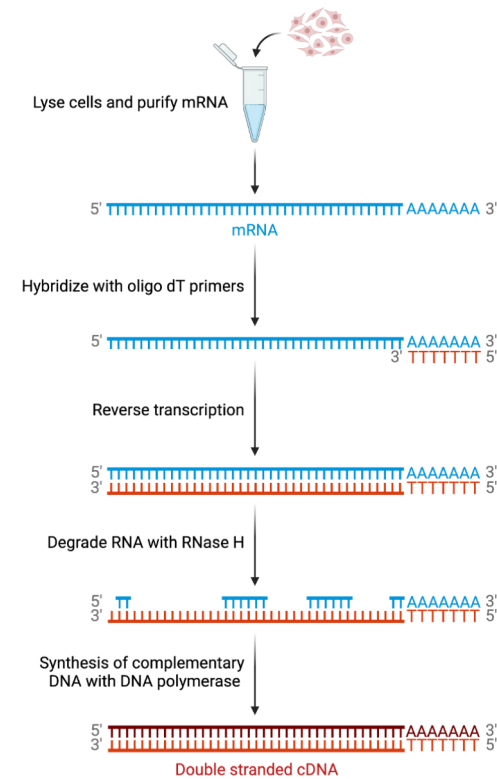 Lyse cells and purify mRNA
5' AAAAAAA 3'
mRNA
Hybridize with oligo dT primers
5' AAAAAAA 3'
3' TTTTTTT 5'
Reverse transcription
5' AAAAAAA 3'
3' TTTTTTT 5'
Degrade RNA with RNase H
5' AAAAAAA 3'
3' TTTTTTT 5'
Synthesis of complementary
DNA with DNA polymerase
5' AAAAAAA 3'
3' TTTTTTT 5'
Double stranded cDNA